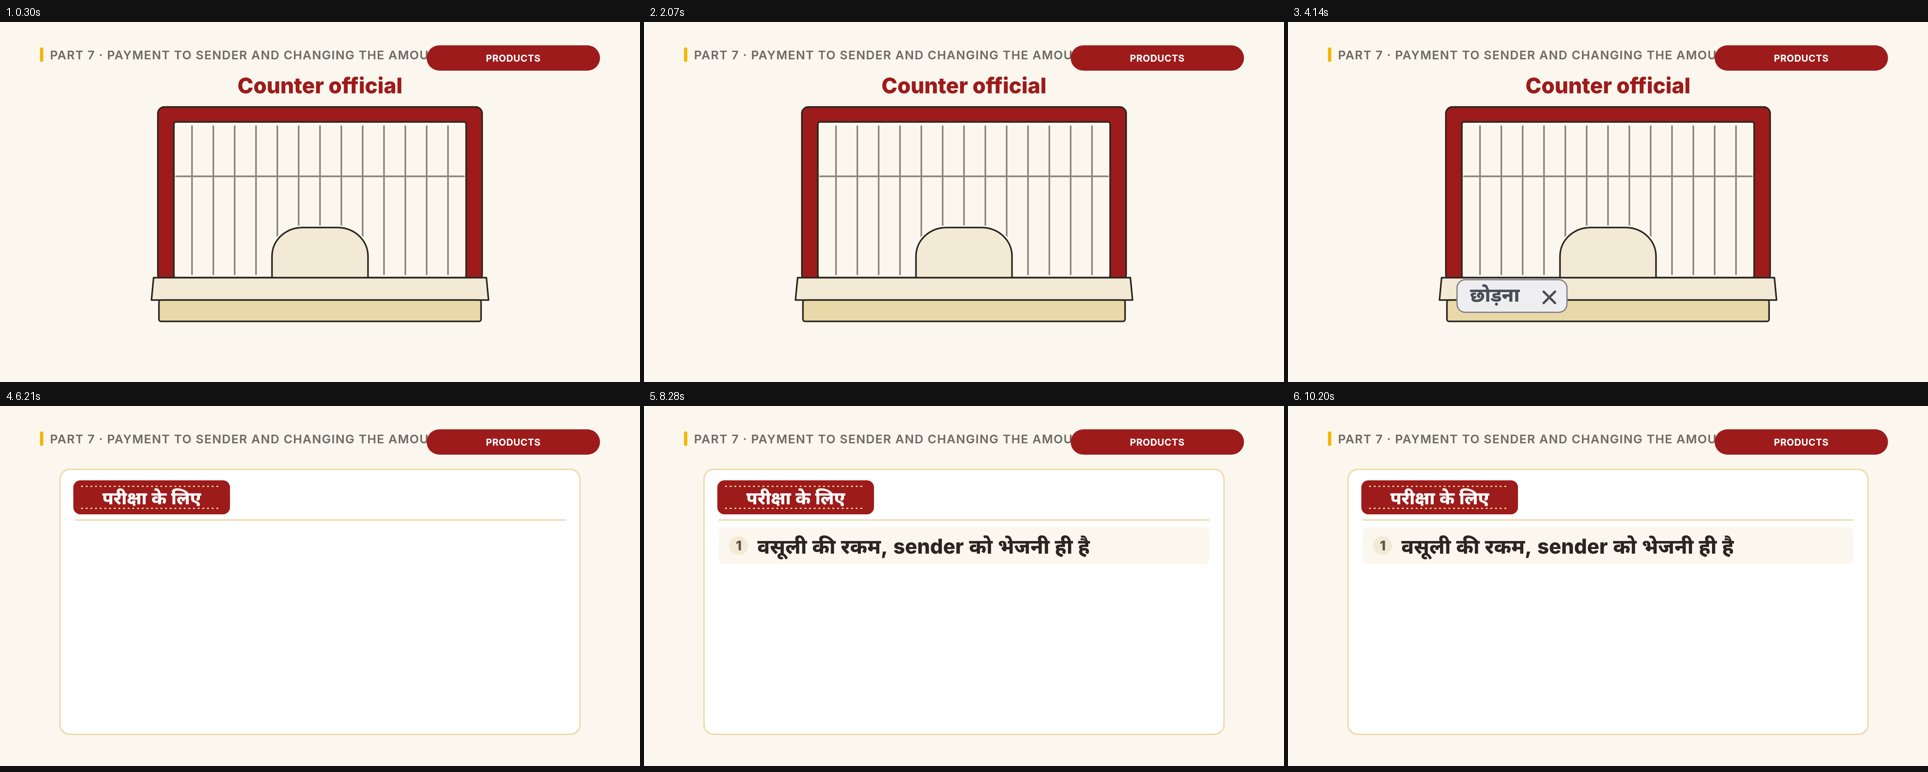 1. 0.30s
PART 7 · PAYMENT TO SENDER AND CHANGING THE AMOU
PRODUCTS
Counter official
2. 2.07s
PART 7 · PAYMENT TO SENDER AND CHANGING THE AMOU
PRODUCTS
Counter official
3. 4.14s
PART 7 · PAYMENT TO SENDER AND CHANGING THE AMOU
PRODUCTS
Counter official
छोड़ना
4. 6.21s
PART 7 · PAYMENT TO SENDER AND CHANGING THE AMOU
PRODUCTS
परीक्षा के लिए
5. 8.28s
PART 7 · PAYMENT TO SENDER AND CHANGING THE AMOU
PRODUCTS
परीक्षा के लिए
1 वसूली की रकम, sender को भेजनी ही है
6. 10.20s
PART 7 · PAYMENT TO SENDER AND CHANGING THE AMOU
PRODUCTS
परीक्षा के लिए
1 वसूली की रकम, sender को भेजनी ही है